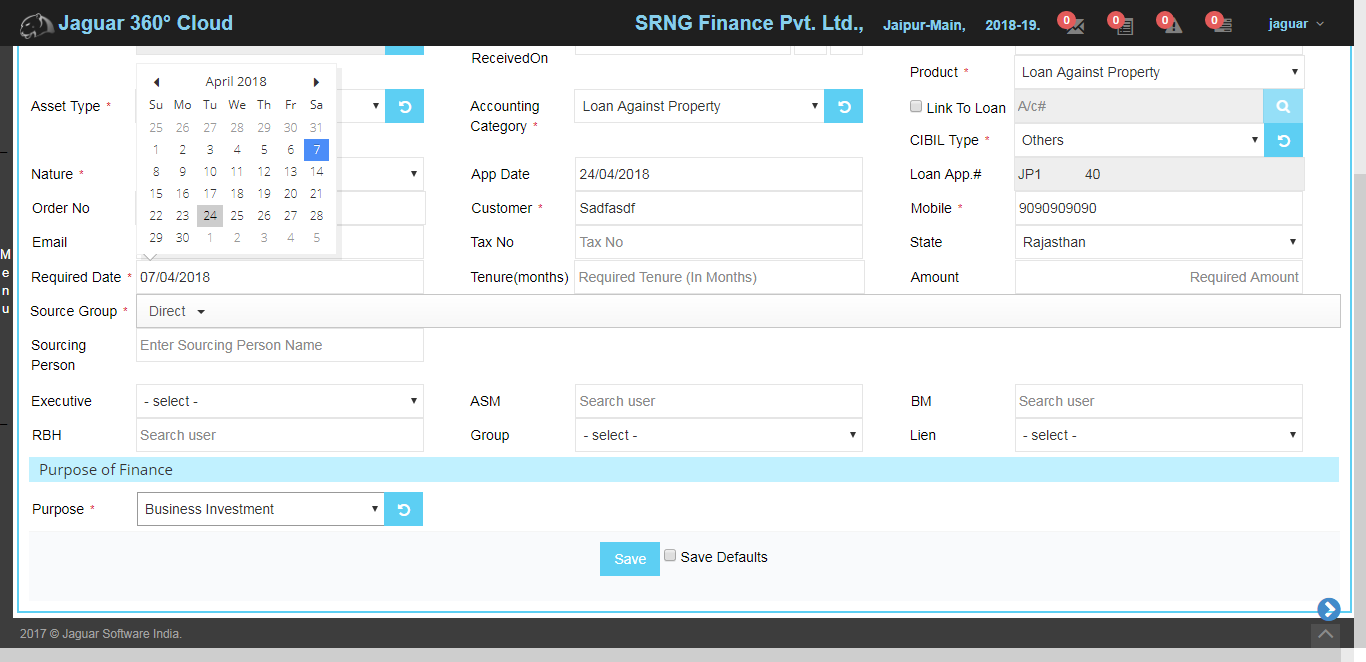 Jaguar 360° Cloud
SRNG Finance Pvt. Ltd., Jaipur-Main, 2018-19. 0 0 0 0 jaguar
ReceivedOn
Product * Loan Against Property
April 2018
Su Mo Tu We Th Fr Sa
25 26 27 28 29 30 31
1 2 3 4 5 6 7
8 9 10 11 12 13 14
15 16 17 18 19 20 21
22 23 24 25 26 27 28
29 30 1 2 3 4 5
Asset Type *
Accounting
Category *
Loan Against Property
Link To Loan A/c#
CIBIL Type * Others
Nature *
App Date 24/04/2018
Loan App.# JP1 40
Order No
Customer * Sadfasdf
Mobile * 9090909090
Email
Tax No Tax No
State Rajasthan
Required Date * 07/04/2018
Tenure(months) Required Tenure (In Months)
Amount Required Amount
Source Group * Direct
Sourcing
Person
Enter Sourcing Person Name
Executive - select -
ASM Search user
BM Search user
RBH Search user
Group - select -
Lien - select -
Purpose of Finance
Purpose * Business Investment
Save Save Defaults
Menu
2017 © Jaguar Software India.